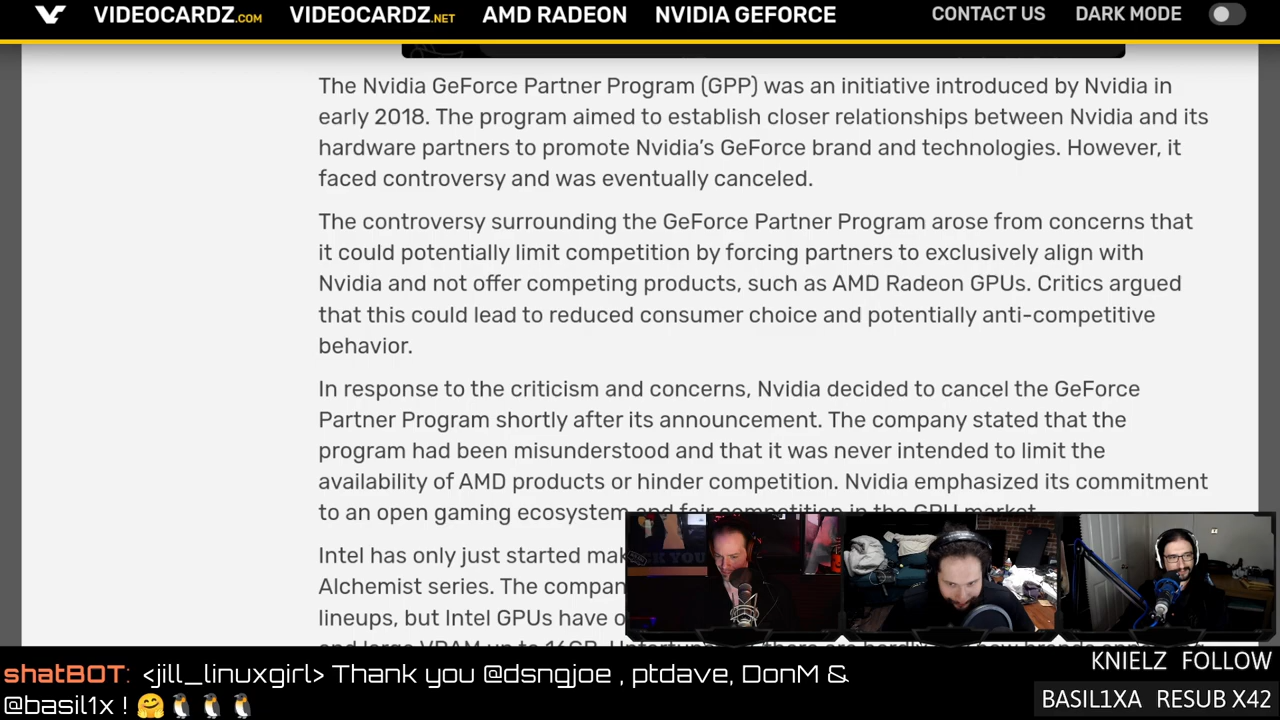 VIDEOCARDZ.COM VIDEOCARDZ.NET AMD RADEON NVIDIA GEFORCE CONTACT US DARK MODE
The Nvidia GeForce Partner Program (GPP) was an initiative introduced by Nvidia in
early 2018. The program aimed to establish closer relationships between Nvidia and its
hardware partners to promote Nvidia’s GeForce brand and technologies. However, it
faced controversy and was eventually canceled.
The controversy surrounding the GeForce Partner Program arose from concerns that
it could potentially limit competition by forcing partners to exclusively align with
Nvidia and not offer competing products, such as AMD Radeon GPUs. Critics argued
that this could lead to reduced consumer choice and potentially anti-competitive
behavior.
In response to the criticism and concerns, Nvidia decided to cancel the GeForce
Partner Program shortly after its announcement. The company stated that the
program had been misunderstood and that it was never intended to limit the
availability of AMD products or hinder competition. Nvidia emphasized its commitment
to an open gaming ecosystem and fair competition in the GPU market.
Intel has only just started
Alchemist series. The
lineups, but Intel GPUs have
shatBOT: <jill_linuxgirl> Thank you @dsngjoe , ptdave, DonM &
@basil1x ! 🤗🐧🐧🐧
KNIELZ FOLLOW
BASIL1XA RESUB X42